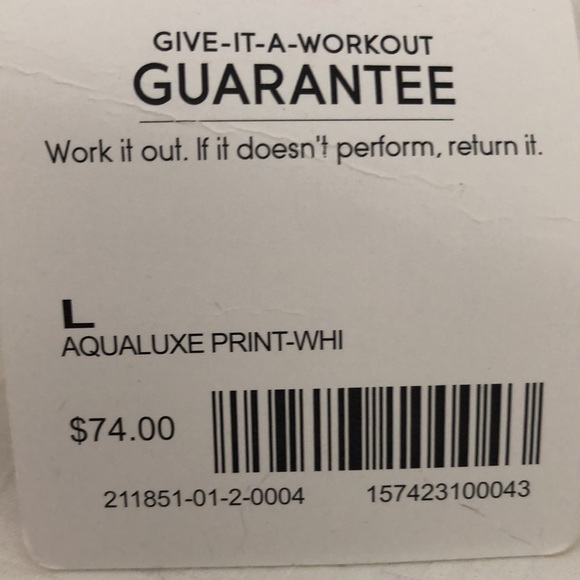 GIVE-IT-A-WORKOUT
GUARANTEE
Work it out. If it doesn't perform, return it.
L
AQUALUXE PRINT-WHI
$74.00
211851-01-2-0004 157423100043